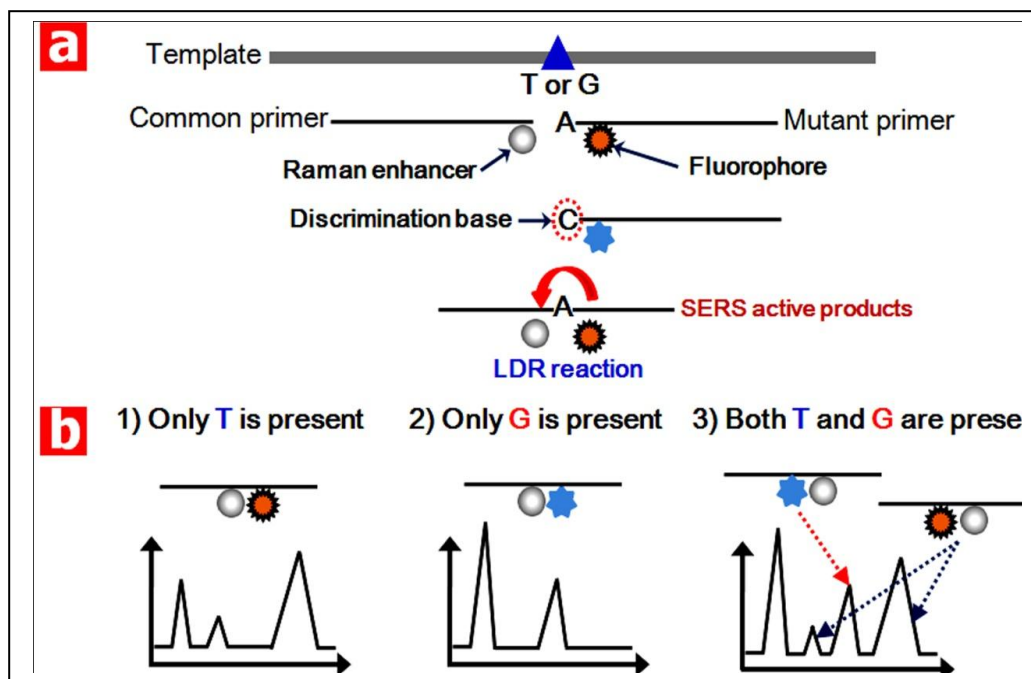 a
Template
T or G
Common primer A Mutant primer
Raman enhancer Fluorophore
Discrimination base C
A SERS active products
LDR reaction
b 1) Only T is present 2) Only G is present 3) Both T and G are prese